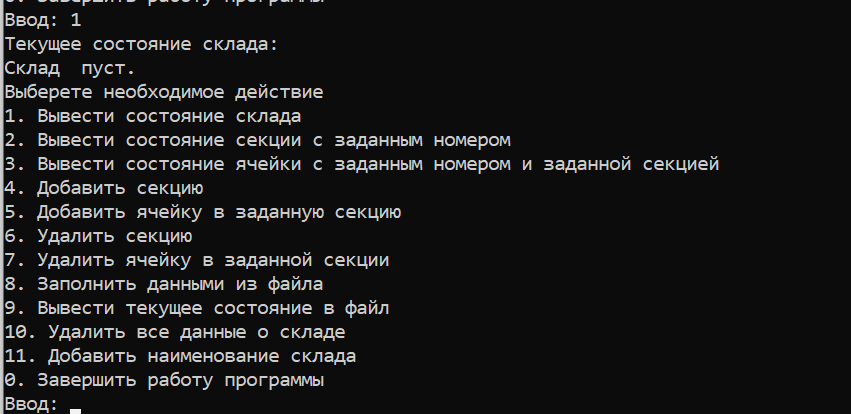 0. Завершить работу программы
Ввод: 1
Текущее состояние склада:
Склад  пуст.
Выберете необходимое действие
1. Вывести состояние склада
2. Вывести состояние секции с заданным номером
3. Вывести состояние ячейки с заданным номером и заданной секцией
4. Добавить секцию
5. Добавить ячейку в заданную секцию
6. Удалить секцию
7. Удалить ячейку в заданной секции
8. Заполнить данными из файла
9. Вывести текущее состояние в файл
10. Удалить все данные о складе
11. Добавить наименование склада
0. Завершить работу программы
Ввод: